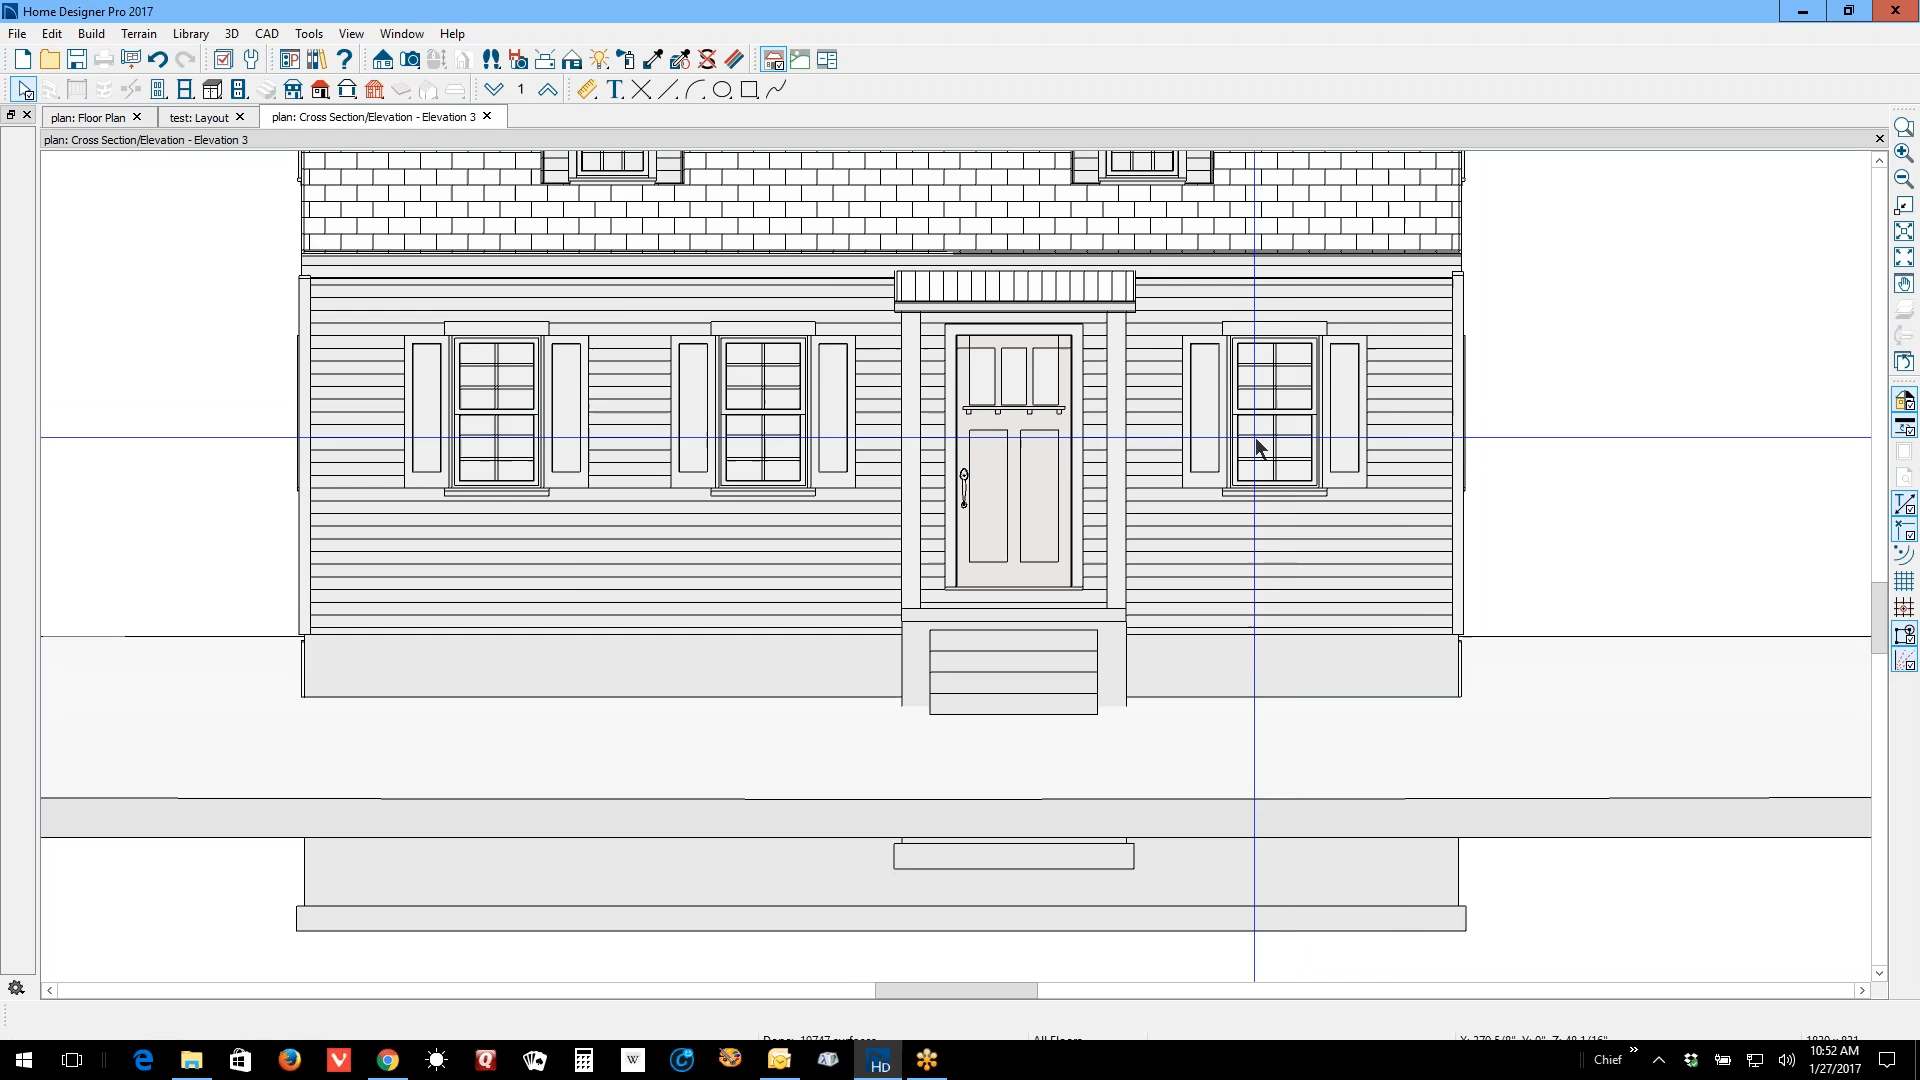 Home Designer Pro 2017
File Edit Build Terrain Library 3D CAD Tools Views Window Help
1
plan: Floor Plan
test: Layout
plan: Cross Section/Elevation - Elevation 3
plan: Cross Section/Elevation - Elevation 3
Chief
10:52 AM
1/27/2017
HD